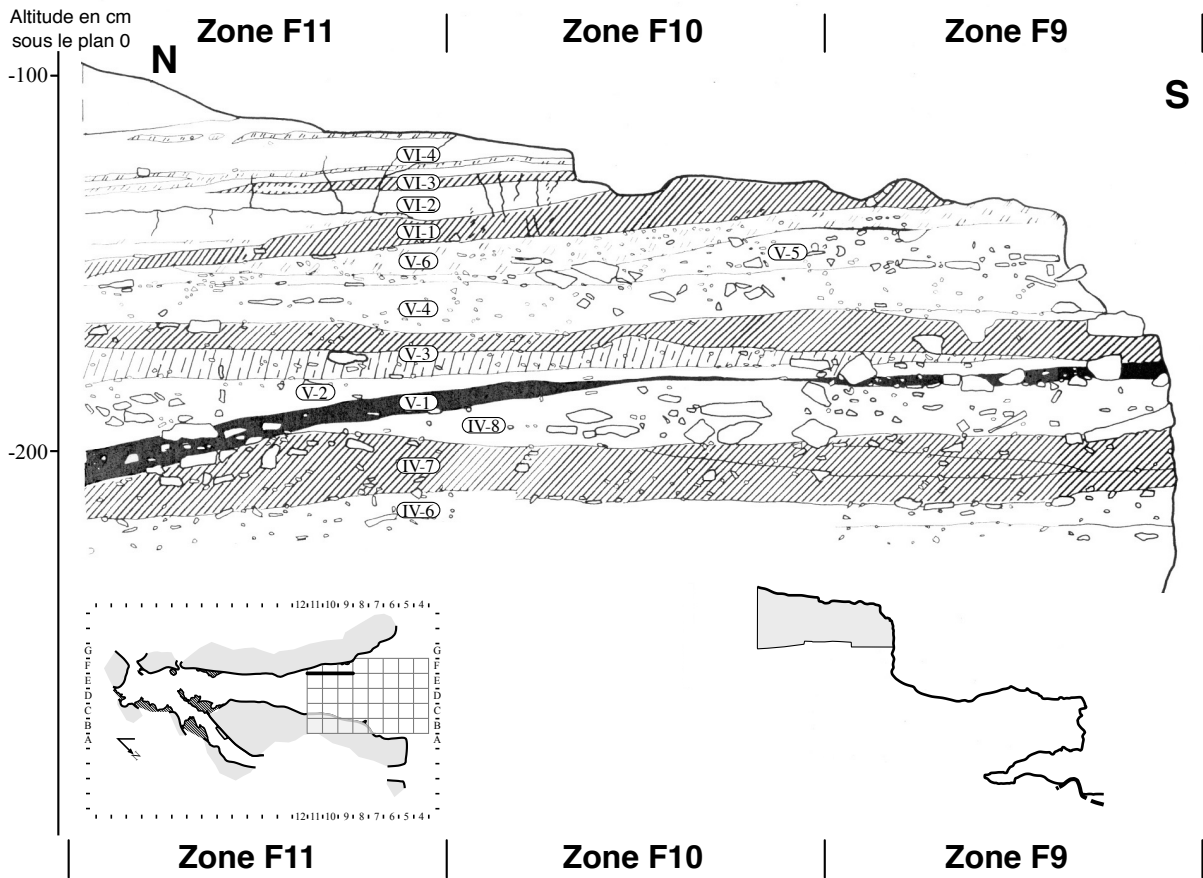 Altitude en cm
sous le plan 0
Zone F11
Zone F10
Zone F9
N
-100
S
VI-4
VI-3
VI-2
VI-1
V-6
V-5
V-4
V-3
V-2
V-1
IV-8
-200
IV-7
IV-6
12 11 10 9 8 7 6 5 4
G
F
E
D
C
B
A
G
F
E
D
C
B
A
N
12 11 10 9 8 7 6 5 4
Zone F11
Zone F10
Zone F9